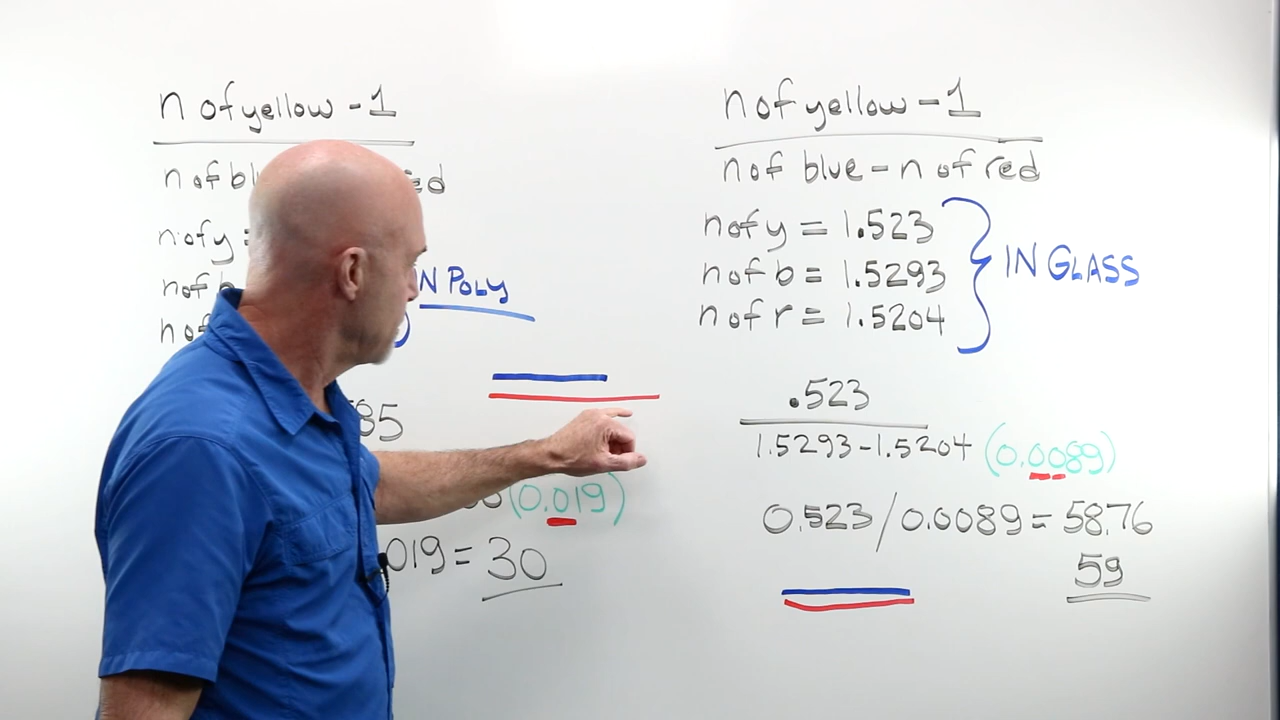 n of yellow - 1
n of bl ed
n of y =
n of b
n of
N POLY
85
(0.019)
019 = 30
n of yellow - 1
n of blue - n of red
n of y = 1.523
n of b = 1.5293
n of r = 1.5204
IN GLASS
.523
1.5293 - 1.5204 (0.0089)
0.523 / 0.0089 = 58.76
59